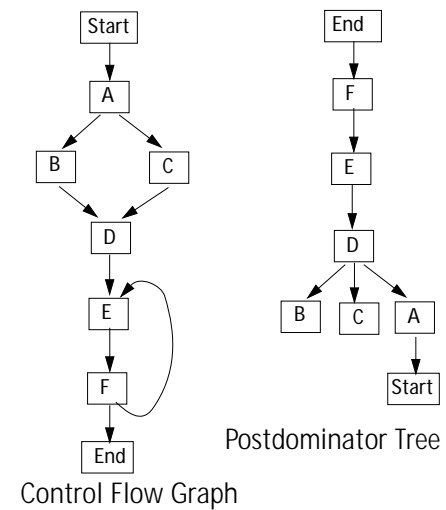 Start
A
B
C
D
E
F
End
Control Flow Graph
End
F
E
D
B
C
A
Start
Postdominator Tree